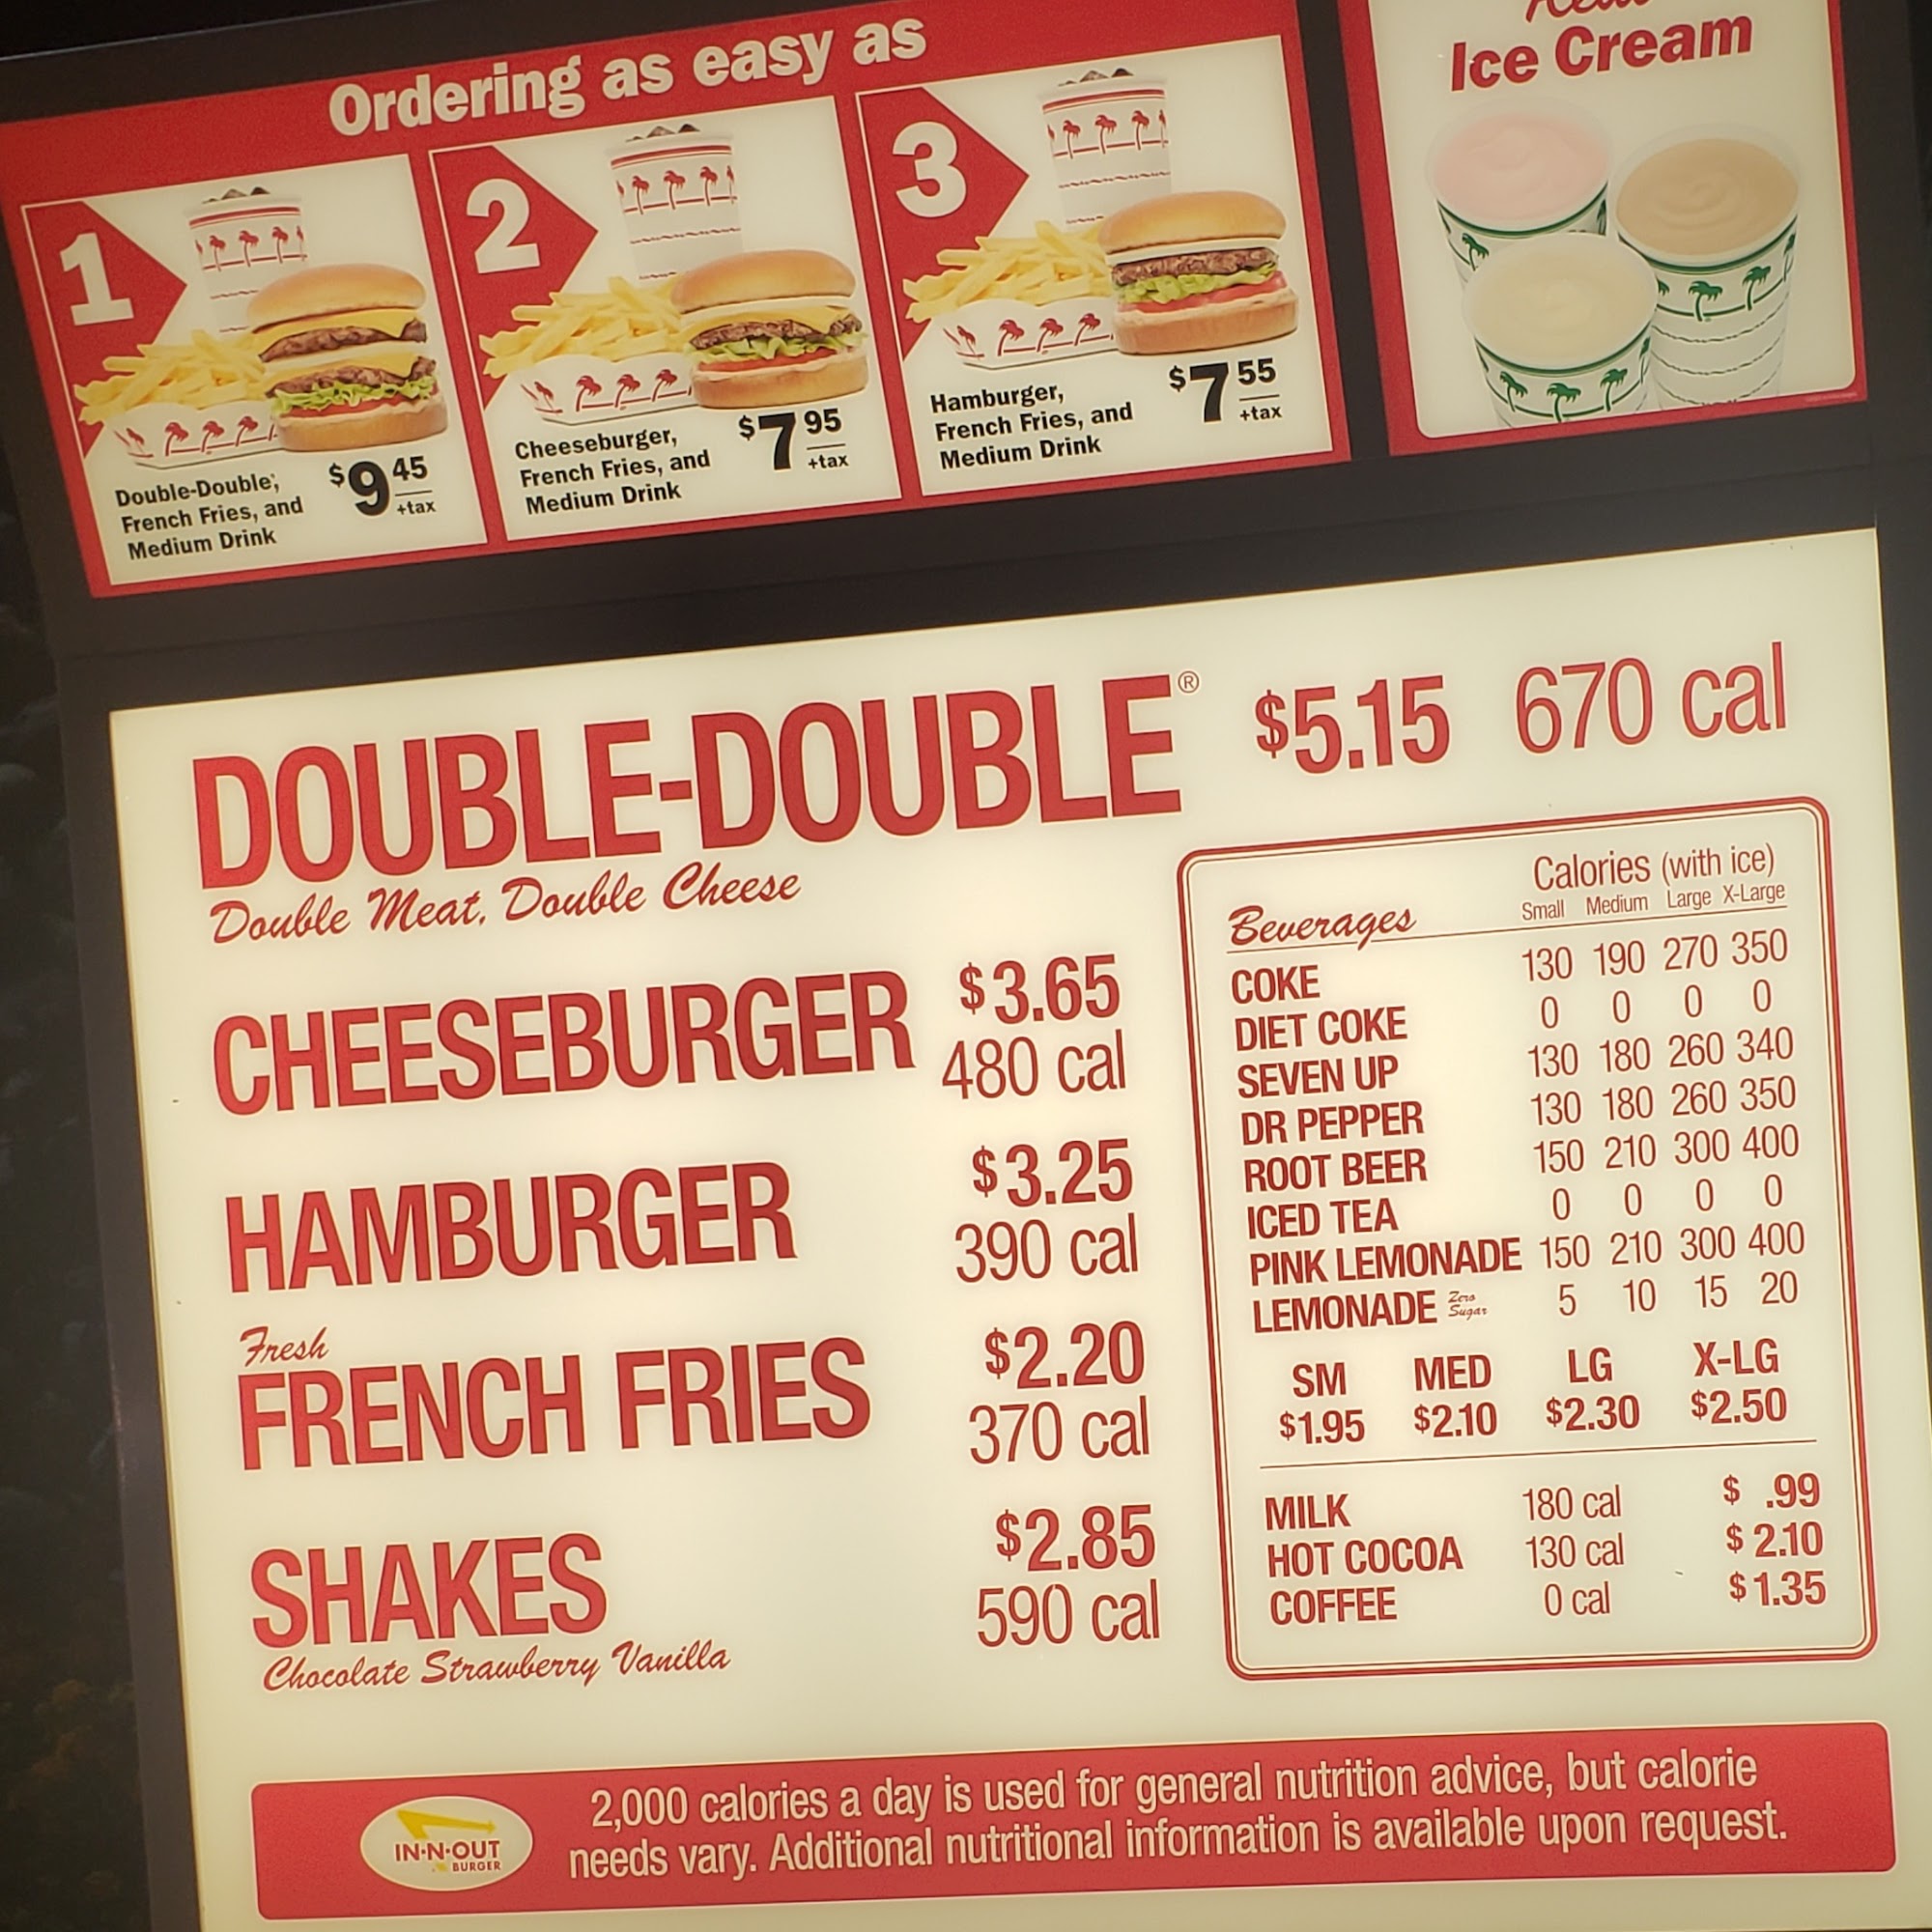 Ordering as easy as
1
Double-Double®,
French Fries, and
Medium Drink
$9 45
+tax
2
Cheeseburger,
French Fries, and
Medium Drink
$7 95
+tax
3
Hamburger,
French Fries, and
Medium Drink
$7 55
+tax
Ice Cream
DOUBLE-DOUBLE® $5.15 670 cal
Double Meat, Double Cheese
CHEESEBURGER $3.65
480 cal
HAMBURGER $3.25
390 cal
Fresh
FRENCH FRIES $2.20
370 cal
SHAKES $2.85
590 cal
Chocolate Strawberry Vanilla
Calories (with ice)
Beverages Small Medium Large X-Large
COKE 130 190 270 350
DIET COKE 0 0 0 0
SEVEN UP 130 180 260 340
DR PEPPER 130 180 260 350
ROOT BEER 150 210 300 400
ICED TEA 0 0 0 0
PINK LEMONADE 150 210 300 400
LEMONADE Zero Sugar 5 10 15 20
SM MED LG X-LG
$1.95 $2.10 $2.30 $2.50
MILK 180 cal $ .99
HOT COCOA 130 cal $ 2.10
COFFEE 0 cal $ 1.35
IN-N-OUT
BURGER
2,000 calories a day is used for general nutrition advice, but calorie
needs vary. Additional nutritional information is available upon request.